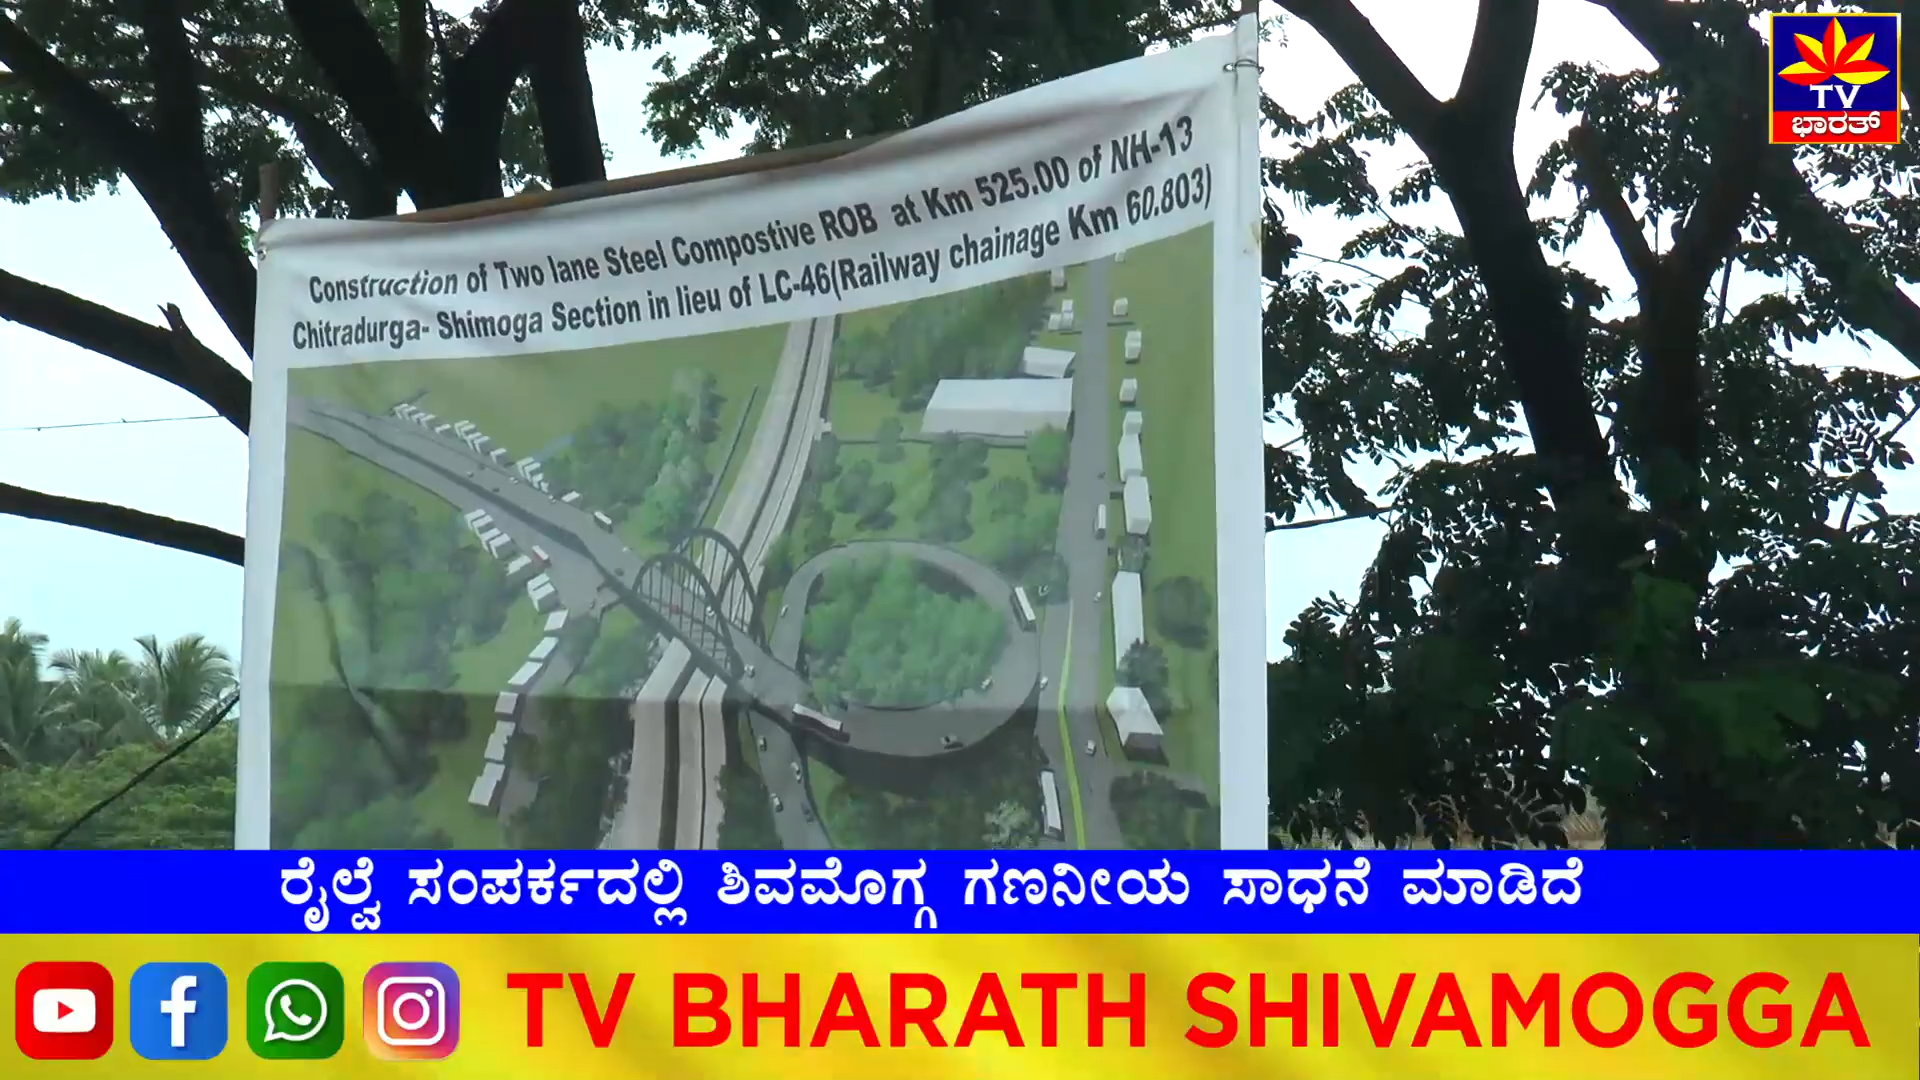 TV
ಭಾರತ್
Construction of Two lane Steel Compostive ROB at Km 525.00 of NH-13
Chitradurga- Shimoga Section in lieu of LC-46(Railway chainage Km 60.803)
ರೈಲ್ವೆ ಸಂಪರ್ಕದಲ್ಲಿ ಶಿವಮೊಗ್ಗ ಗಣನೀಯ ಸಾಧನೆ ಮಾಡಿದೆ
TV BHARATH SHIVAMOGGA